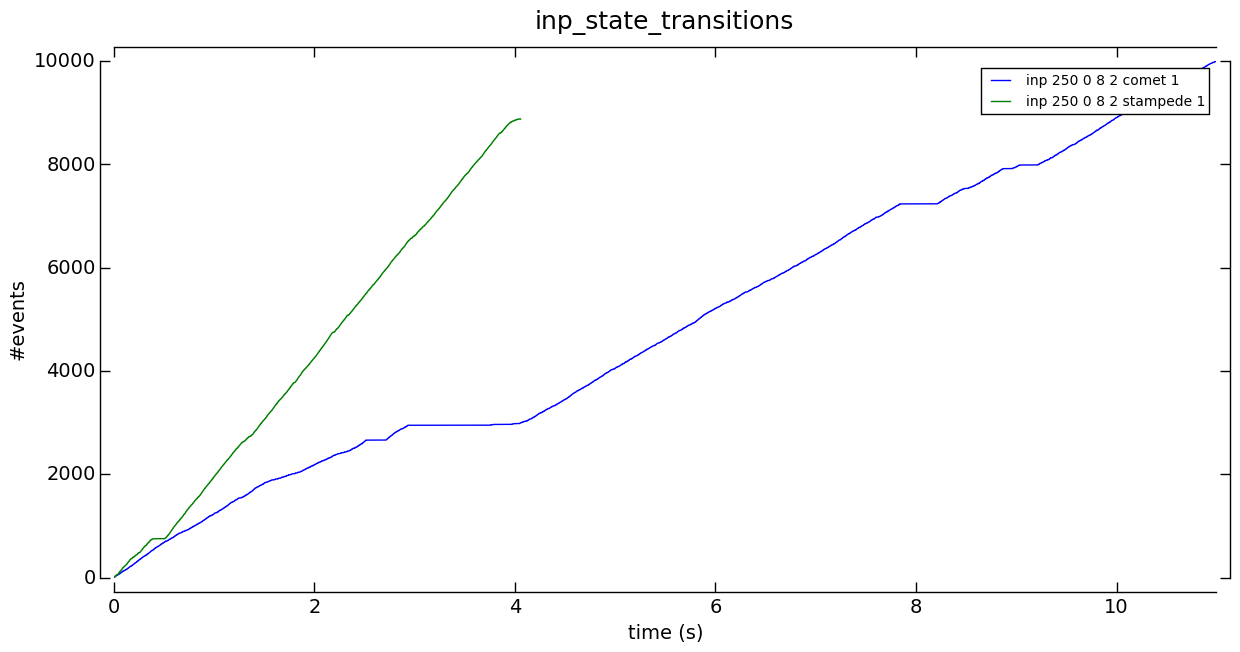 inp_state_transitions
10000
8000
6000
4000
2000
0
#events
inp 250 0 8 2 comet 1
inp 250 0 8 2 stampede 1
0 2 4 6 8 10
time (s)